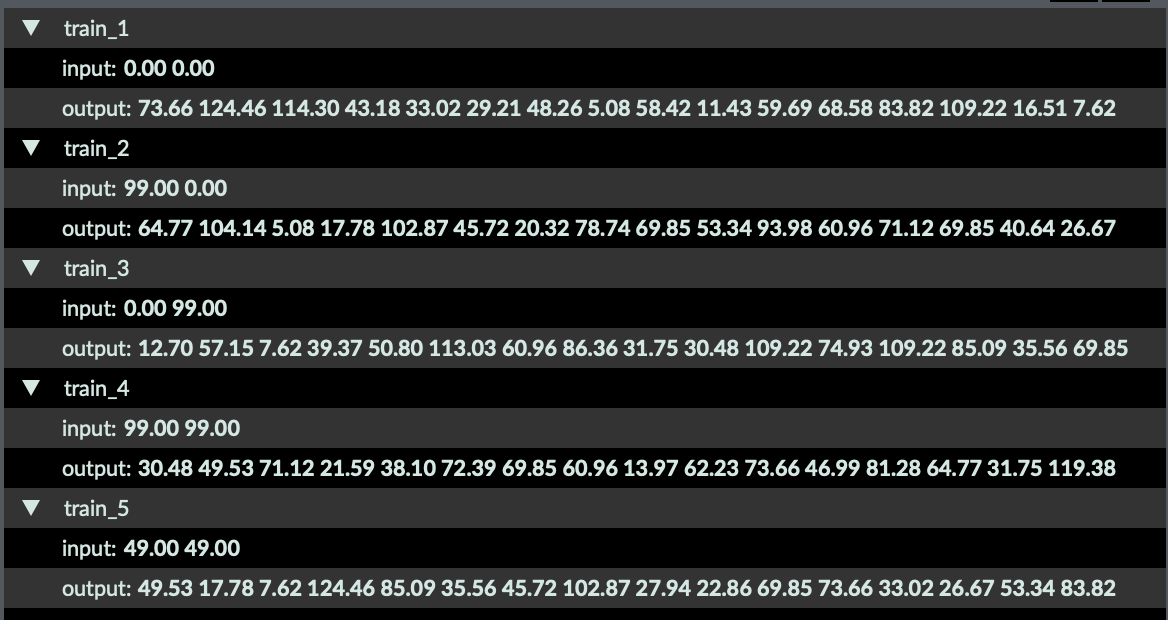 train_1
input: 0.00 0.00
output: 73.66 124.46 114.30 43.18 33.02 29.21 48.26 5.08 58.42 11.43 59.69 68.58 83.82 109.22 16.51 7.62
train_2
input: 99.00 0.00
output: 64.77 104.14 5.08 17.78 102.87 45.72 20.32 78.74 69.85 53.34 93.98 60.96 71.12 69.85 40.64 26.67
train_3
input: 0.00 99.00
output: 12.70 57.15 7.62 39.37 50.80 113.03 60.96 86.36 31.75 30.48 109.22 74.93 109.22 85.09 35.56 69.85
train_4
input: 99.00 99.00
output: 30.48 49.53 71.12 21.59 38.10 72.39 69.85 60.96 13.97 62.23 73.66 46.99 81.28 64.77 31.75 119.38
train_5
input: 49.00 49.00
output: 49.53 17.78 7.62 124.46 85.09 35.56 45.72 102.87 27.94 22.86 69.85 73.66 33.02 26.67 53.34 83.82